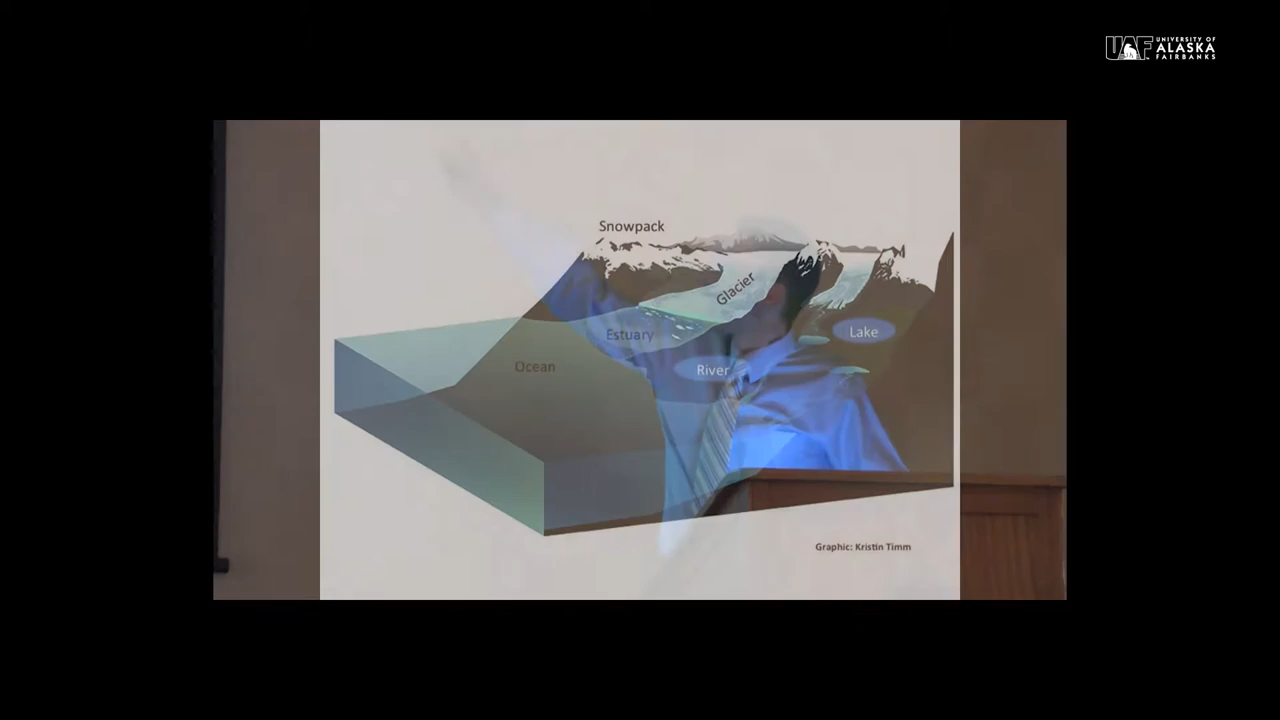 UAF UNIVERSITY OF
ALASKA
FAIRBANKS
Snowpack
Glacier
Estuary
Lake
Ocean
River
Graphic: Kristin Timm